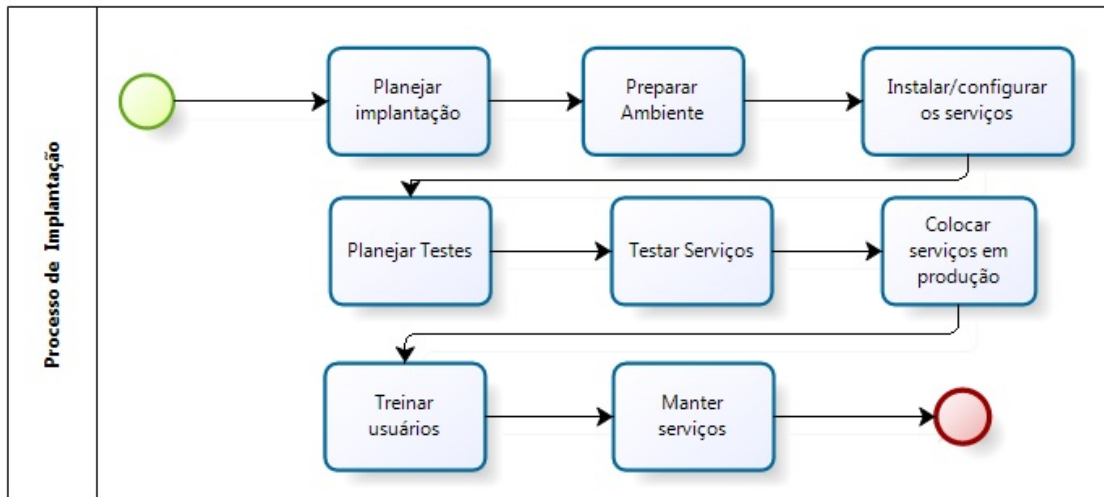 Processo de Implantação
Planejar
implantação
Preparar
Ambiente
Instalar/configurar
os serviços
Planejar Testes
Testar Serviços
Colocar
serviços em
produção
Treinar
usuários
Manter
serviços